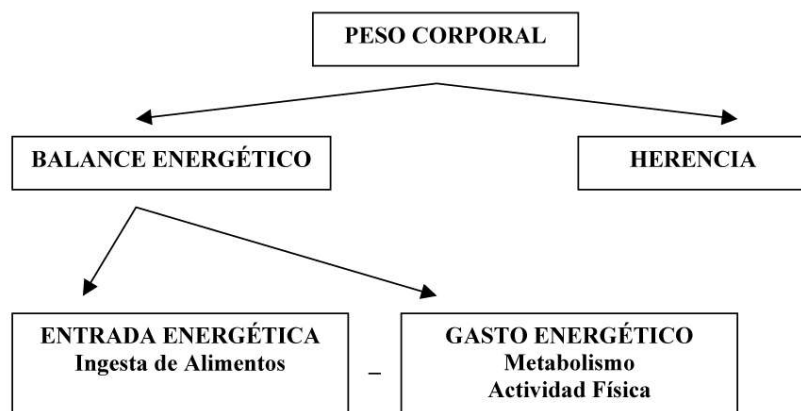 PESO CORPORAL
BALANCE ENERGÉTICO
HERENCIA
ENTRADA ENERGÉTICA
Ingesta de Alimentos
–
GASTO ENERGÉTICO
Metabolismo
Actividad Física